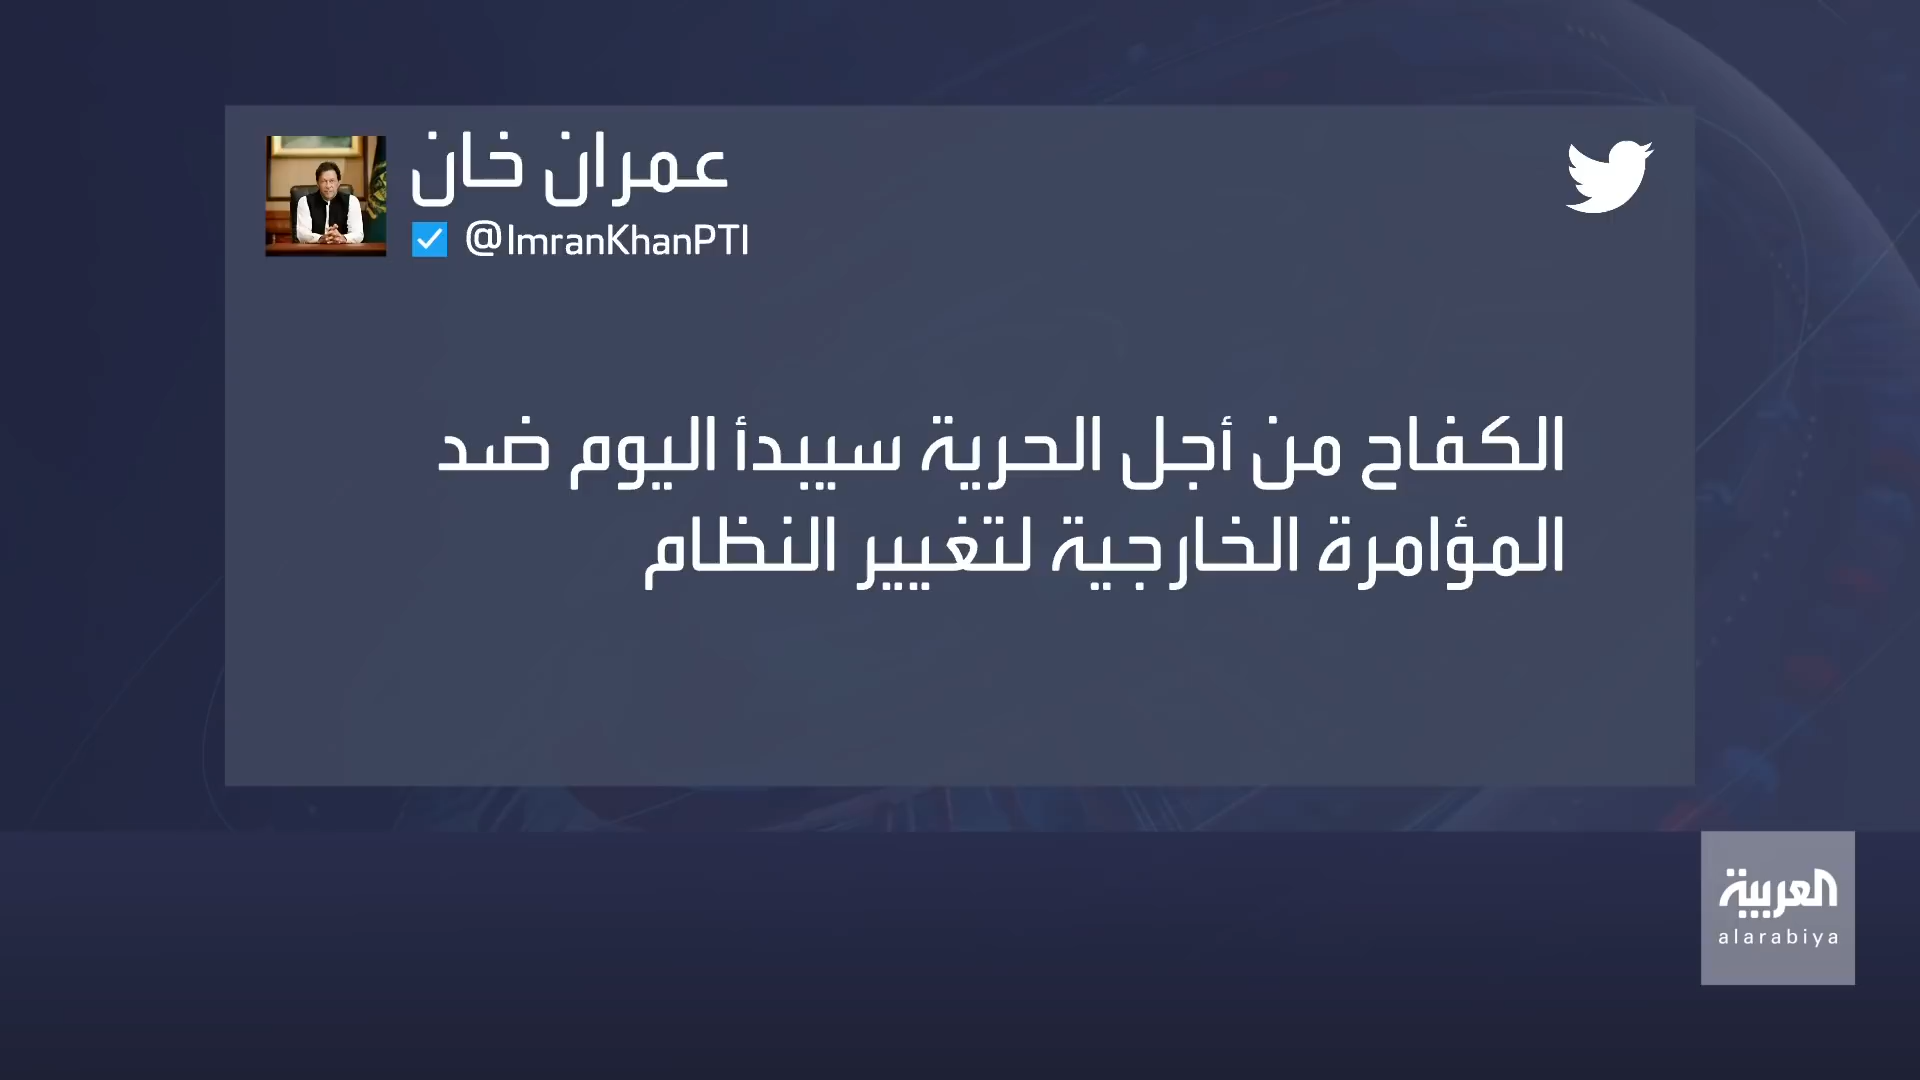 عمران خان
@ImranKhanPTI
الكفاح من أجل الحرية سيبدأ اليوم ضد
المؤامرة الخارجية لتغيير النظام
العربية
alarabiya